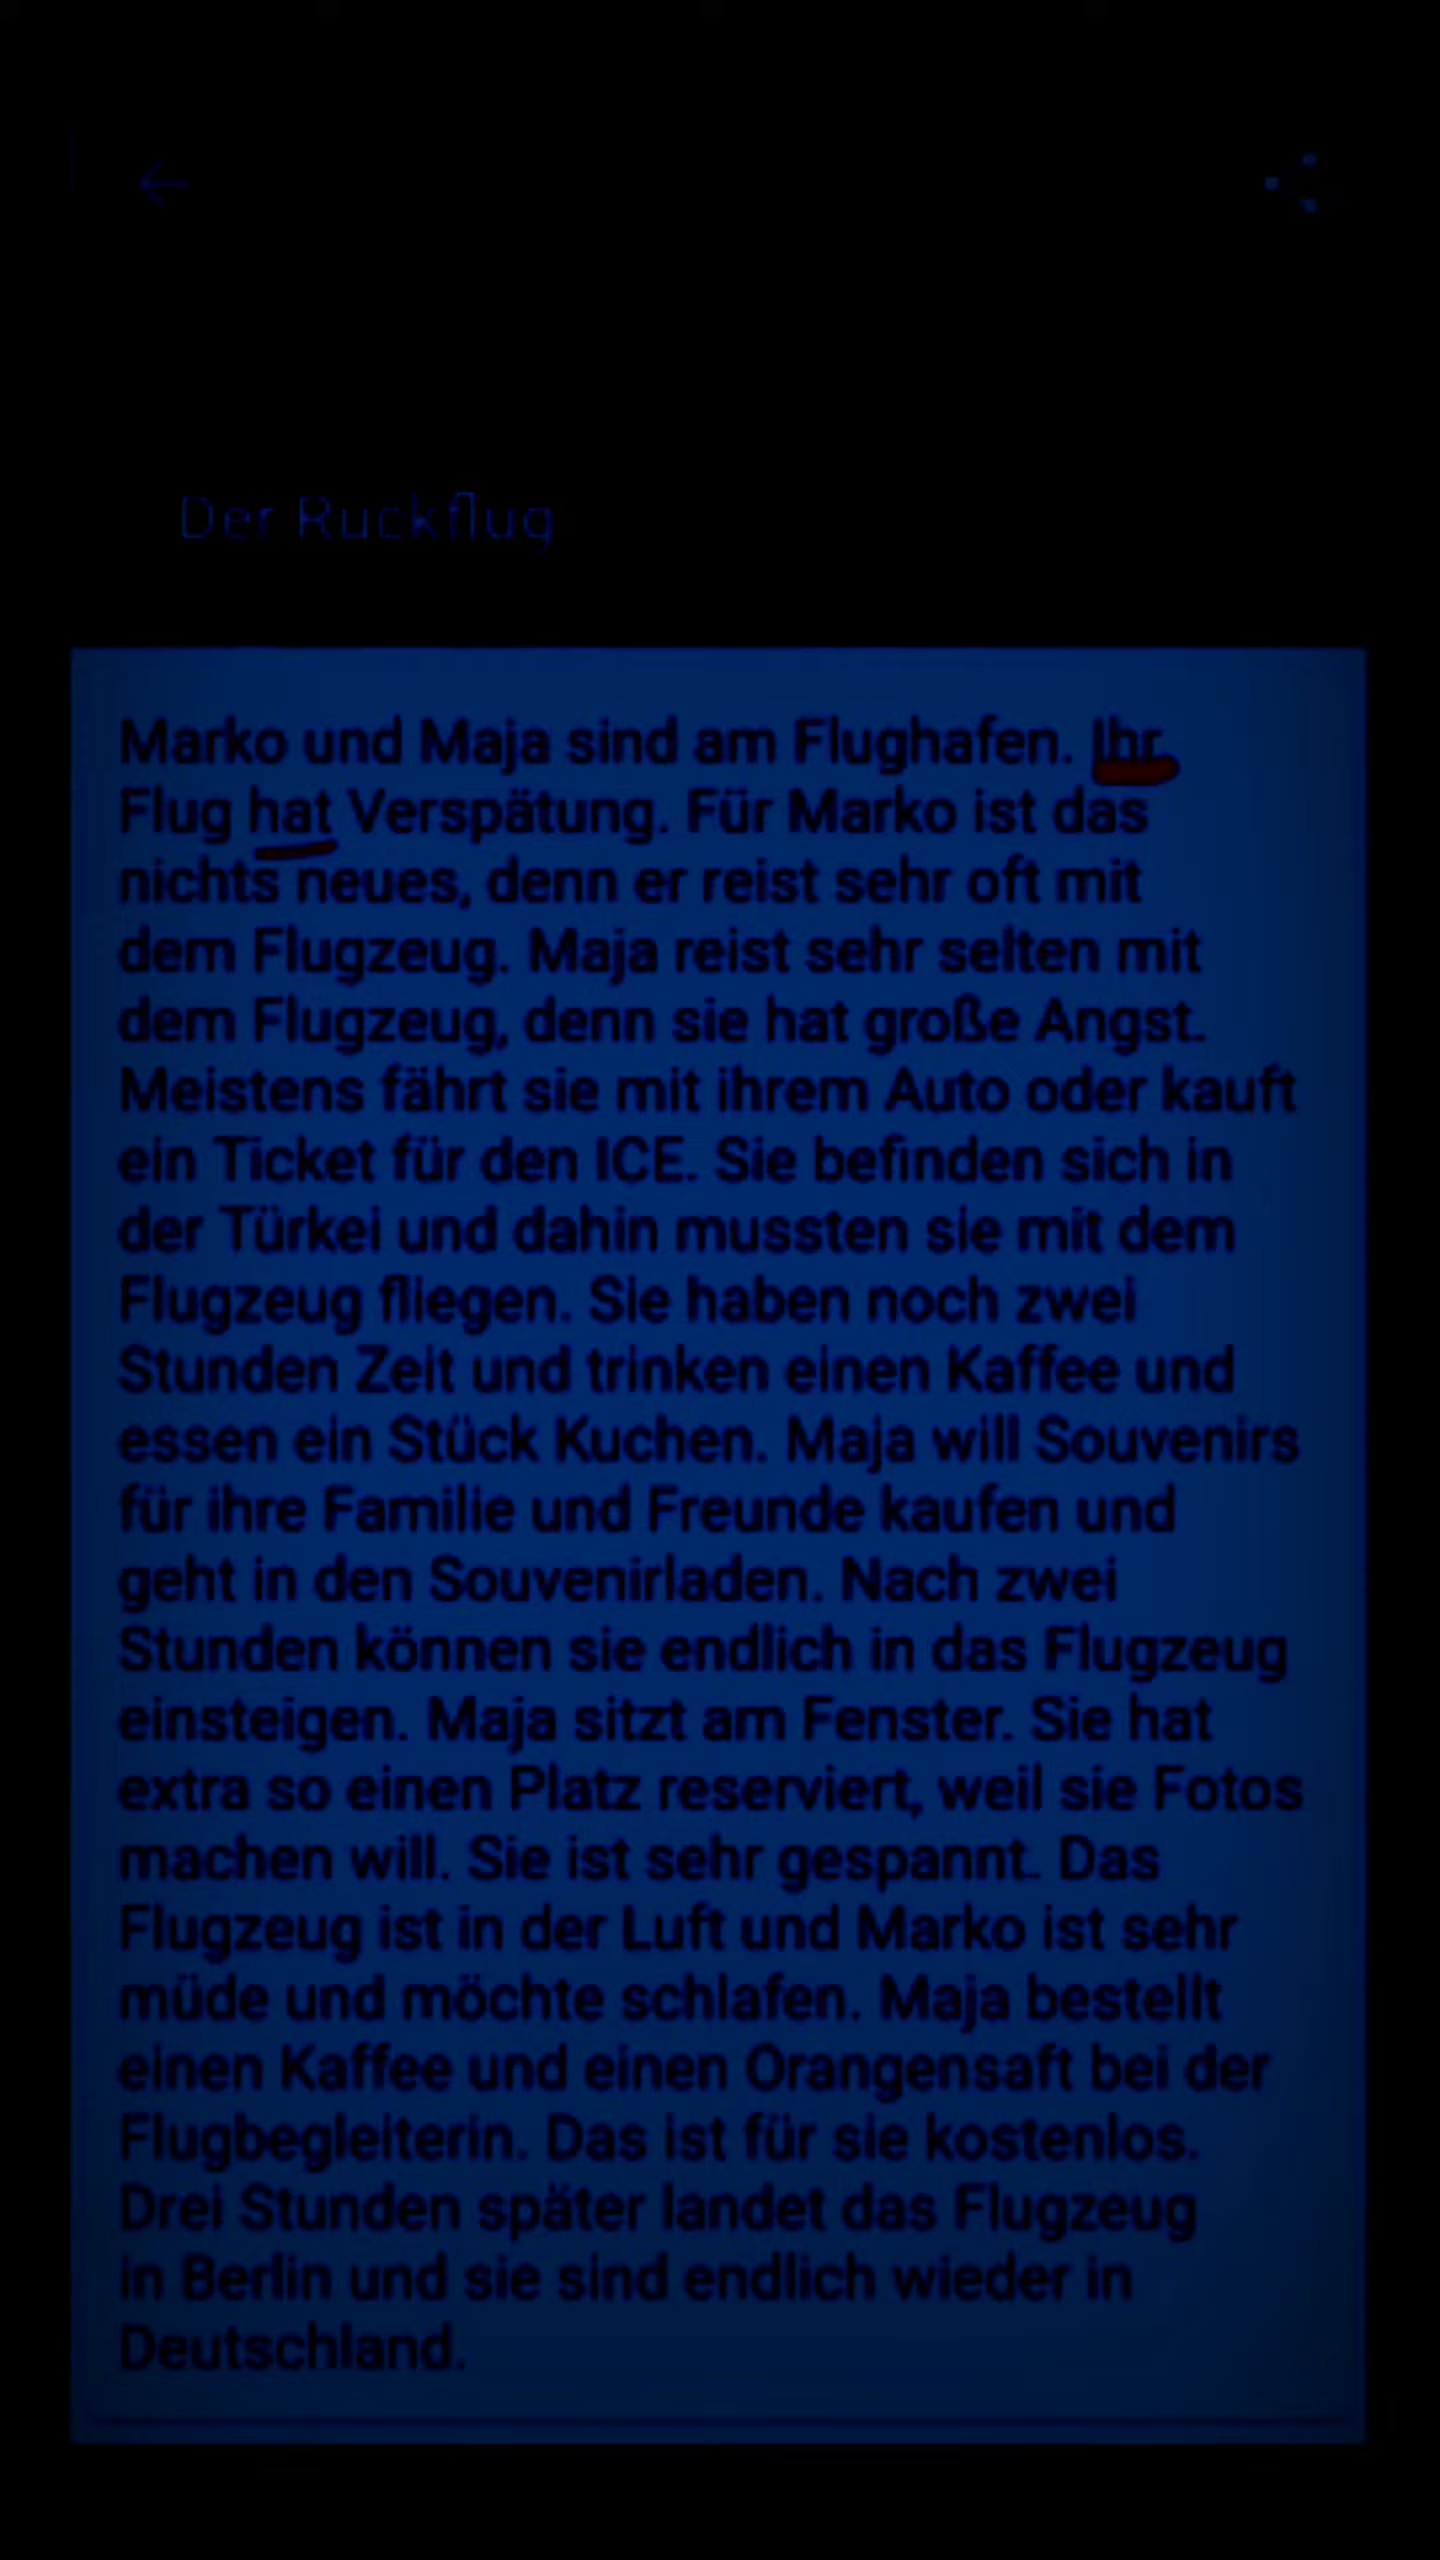 Der Rückflug
Marko und Maja sind am Flughafen. Ihr
Flug hat Verspätung. Für Marko ist das
nichts neues, denn er reist sehr oft mit
dem Flugzeug. Maja reist sehr selten mit
dem Flugzeug, denn sie hat große Angst.
Meistens fährt sie mit ihrem Auto oder kauft
ein Ticket für den ICE. Sie befinden sich in
der Türkei und dahin mussten sie mit dem
Flugzeug fliegen. Sie haben noch zwei
Stunden Zeit und trinken einen Kaffee und
essen ein Stück Kuchen. Maja will Souvenirs
für ihre Familie und Freunde kaufen und
geht in den Souvenirladen. Nach zwei
Stunden können sie endlich in das Flugzeug
einsteigen. Maja sitzt am Fenster. Sie hat
extra so einen Platz reserviert, weil sie Fotos
machen will. Sie ist sehr gespannt. Das
Flugzeug ist in der Luft und Marko ist sehr
müde und möchte schlafen. Maja bestellt
einen Kaffee und einen Orangensaft bei der
Flugbegleiterin. Das ist für sie kostenlos.
Drei Stunden später landet das Flugzeug
in Berlin und sie sind endlich wieder in
Deutschland.